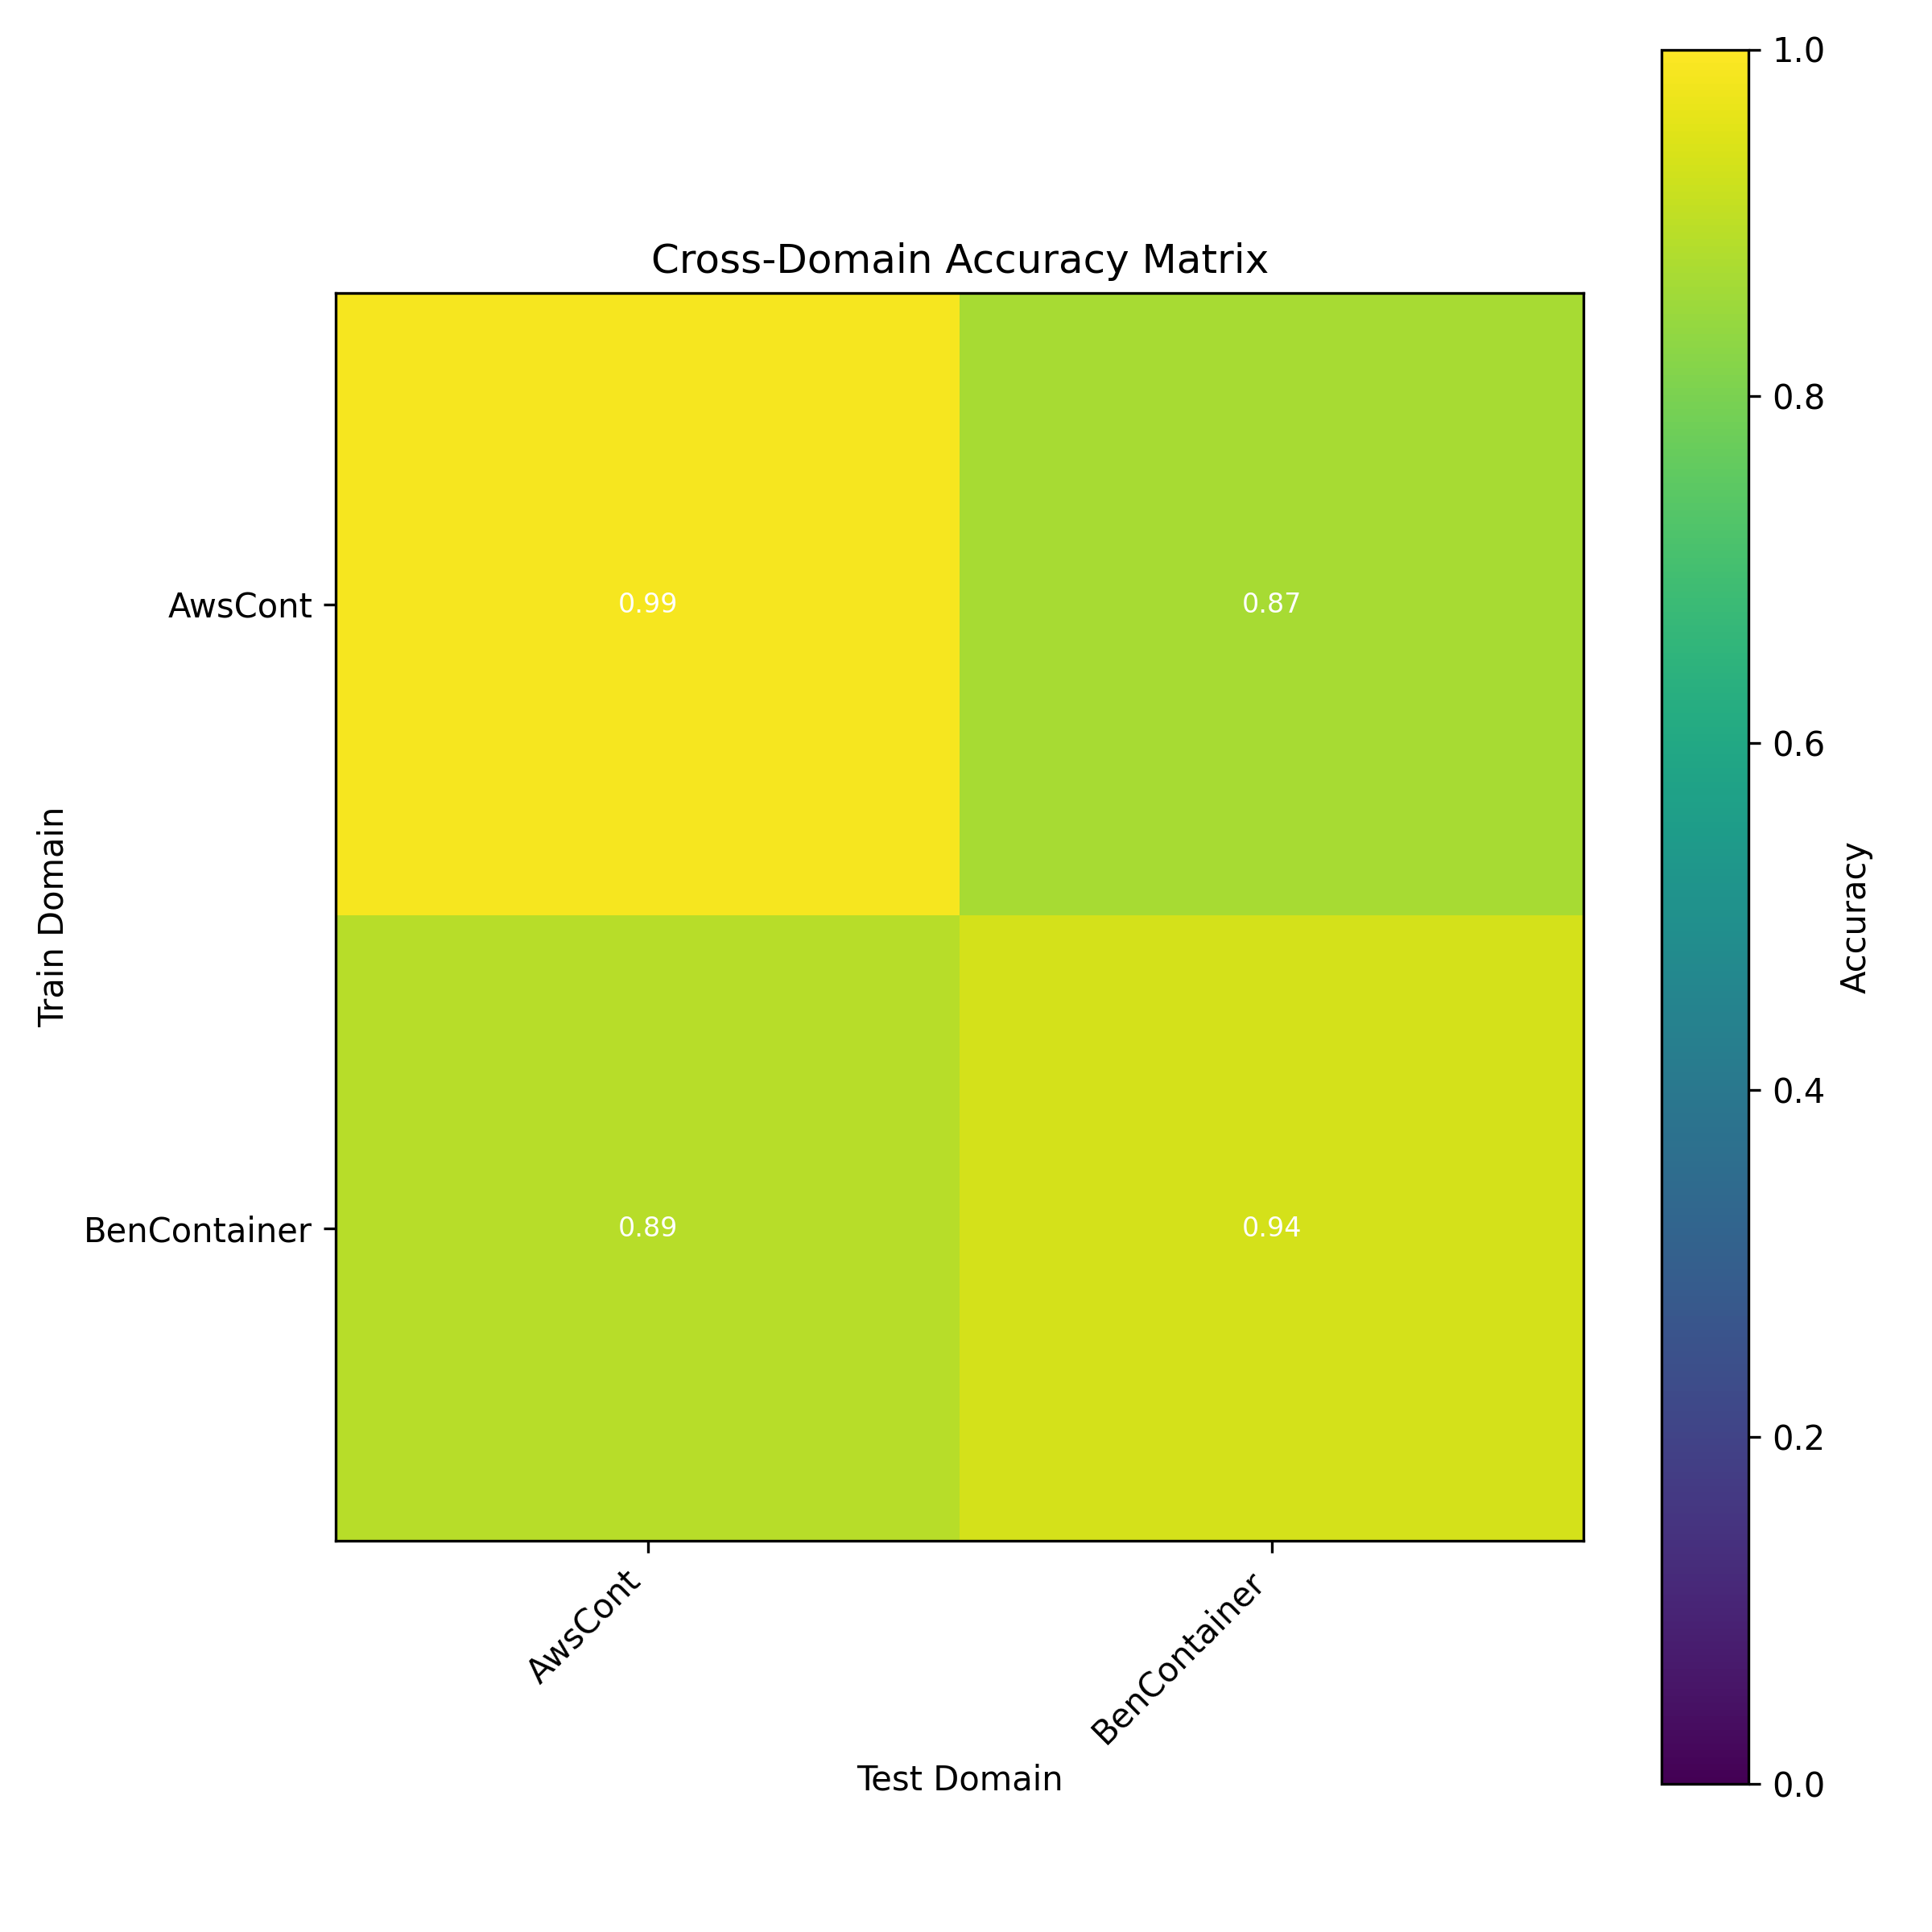 Cross-Domain Accuracy Matrix
Train Domain
AwsCont
BenContainer
0.99
0.87
0.89
0.94
AwsCont
BenContainer
Test Domain
1.0
0.8
0.6
0.4
0.2
0.0
Accuracy